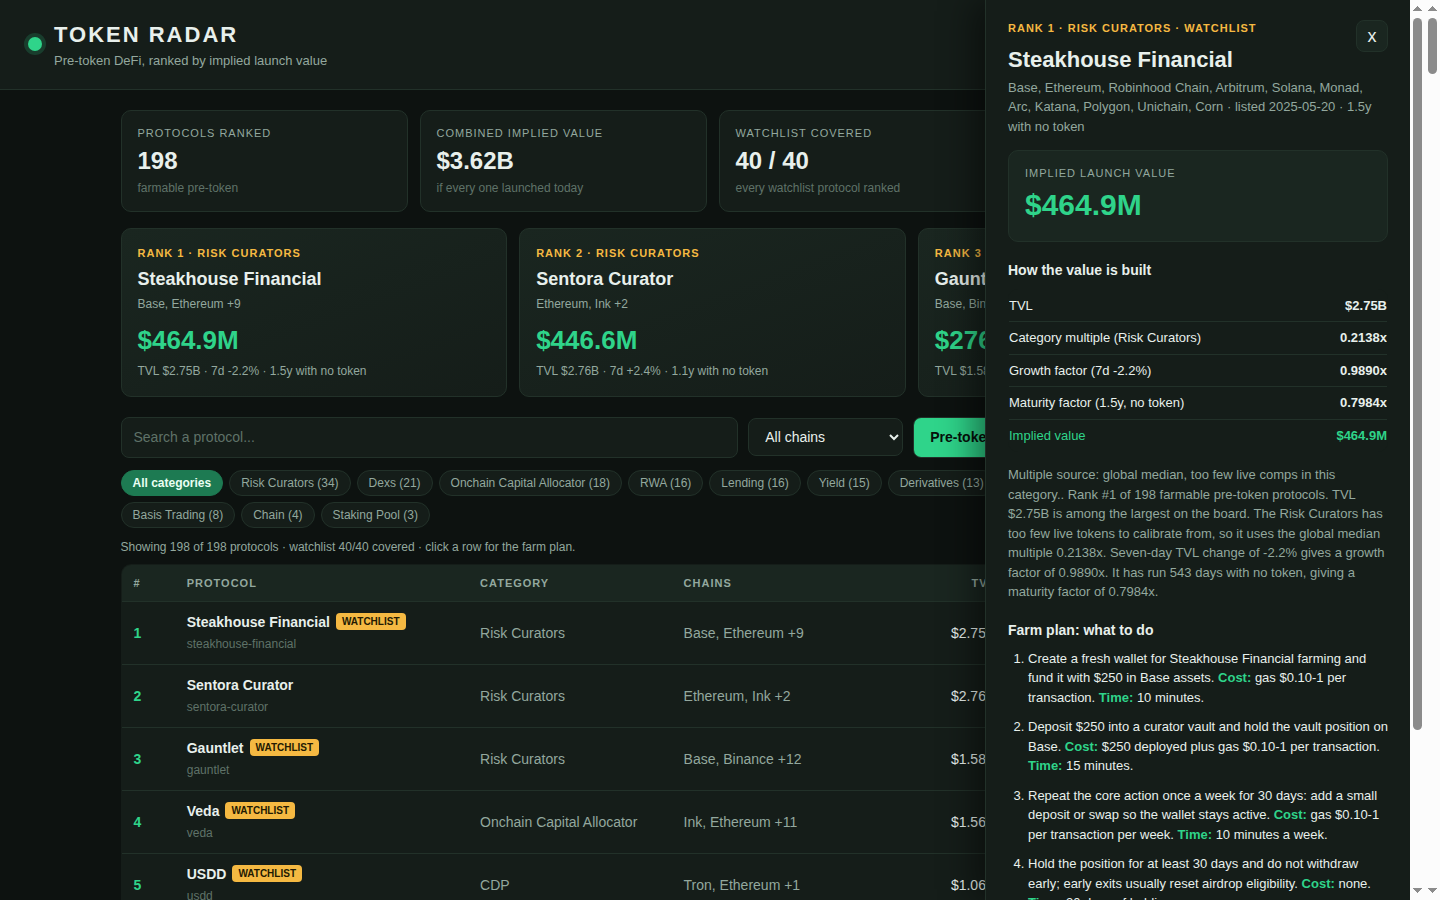 TOKEN RADAR
Pre-token DeFi, ranked by implied launch value
PROTOCOLS RANKED
198
farmable pre-token
COMBINED IMPLIED VALUE
$3.62B
if every one launched today
WATCHLIST COVERED
40 / 40
every watchlist protocol ranked
RANK 1 · RISK CURATORS
Steakhouse Financial
Base, Ethereum +9
$464.9M
TVL $2.75B · 7d -2.2% · 1.5y with no token
RANK 2 · RISK CURATORS
Sentora Curator
Ethereum, Ink +2
$446.6M
TVL $2.76B · 7d +2.4% · 1.1y with no token
RANK 3
Search a protocol...
All chains
All categories
Risk Curators (34)
Dexs (21)
Onchain Capital Allocator (18)
RWA (16)
Lending (16)
Yield (15)
Derivatives (13)
Basis Trading (8)
Chain (4)
Staking Pool (3)
Showing 198 of 198 protocols · watchlist 40/40 covered · click a row for the farm plan.
# PROTOCOL CATEGORY CHAINS
1 Steakhouse Financial WATCHLIST Risk Curators Base, Ethereum +9
steakhouse-financial
2 Sentora Curator Risk Curators Ethereum, Ink +2
sentora-curator
3 Gauntlet WATCHLIST Risk Curators Base, Binance +12
gauntlet
4 Veda WATCHLIST Onchain Capital Allocator Ink, Ethereum +11
veda
5 USDD WATCHLIST CDP Tron, Ethereum +1
usdd
RANK 1 · RISK CURATORS · WATCHLIST
X
Steakhouse Financial
Base, Ethereum, Robinhood Chain, Arbitrum, Solana, Monad,
Arc, Katana, Polygon, Unichain, Corn · listed 2025-05-20 · 1.5y
with no token
IMPLIED LAUNCH VALUE
$464.9M
How the value is built
TVL $2.75B
Category multiple (Risk Curators) 0.2138x
Growth factor (7d -2.2%) 0.9890x
Maturity factor (1.5y, no token) 0.7984x
Implied value $464.9M
Multiple source: global median, too few live comps in this
category.. Rank #1 of 198 farmable pre-token protocols. TVL
$2.75B is among the largest on the board. The Risk Curators has
too few live tokens to calibrate from, so it uses the global median
multiple 0.2138x. Seven-day TVL change of -2.2% gives a growth
factor of 0.9890x. It has run 543 days with no token, giving a
maturity factor of 0.7984x.
Farm plan: what to do
1. Create a fresh wallet for Steakhouse Financial farming and
fund it with $250 in Base assets. Cost: gas $0.10-1 per
transaction. Time: 10 minutes.
2. Deposit $250 into a curator vault and hold the vault position on
Base. Cost: $250 deployed plus gas $0.10-1 per transaction.
Time: 15 minutes.
3. Repeat the core action once a week for 30 days: add a small
deposit or swap so the wallet stays active. Cost: gas $0.10-1
per transaction per week. Time: 10 minutes a week.
4. Hold the position for at least 30 days and do not withdraw
early; early exits usually reset airdrop eligibility. Cost: none.